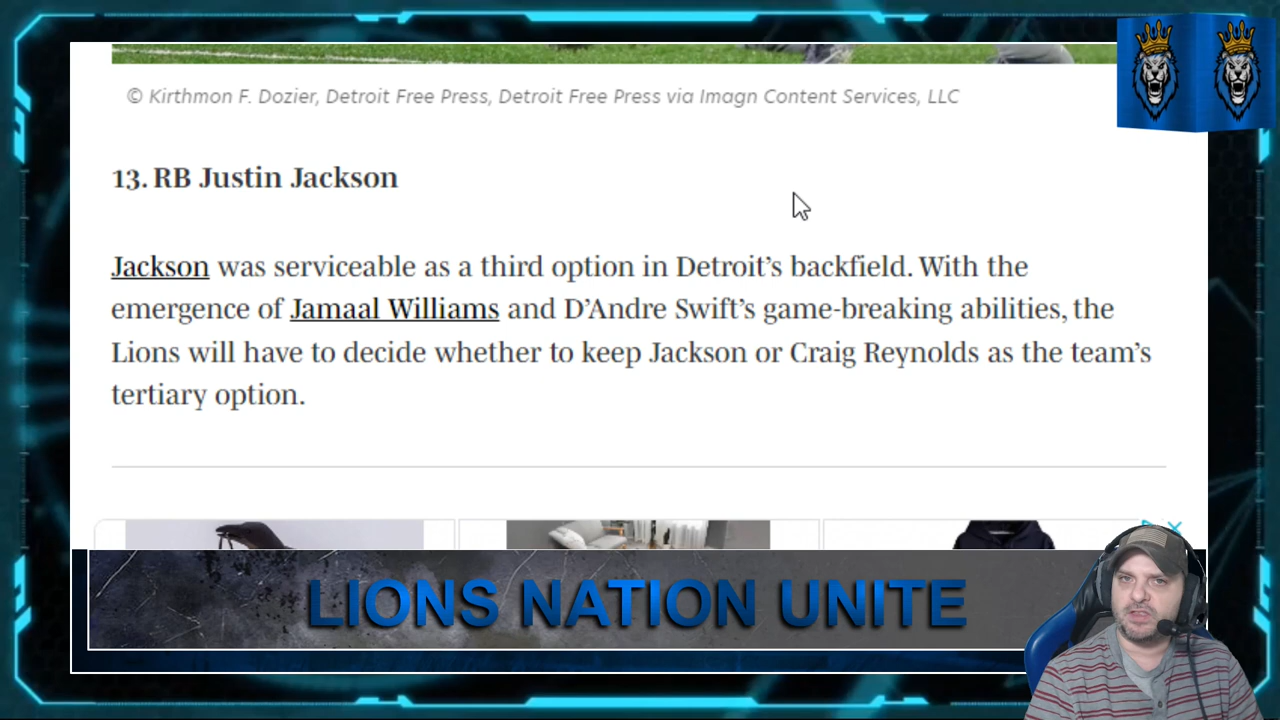 © Kirthmon F. Dozier, Detroit Free Press, Detroit Free Press via Imagn Content Services, LLC
13. RB Justin Jackson
Jackson was serviceable as a third option in Detroit’s backfield. With the
emergence of Jamaal Williams and D’Andre Swift’s game-breaking abilities, the
Lions will have to decide whether to keep Jackson or Craig Reynolds as the team’s
tertiary option.
LIONS NATION UNITE